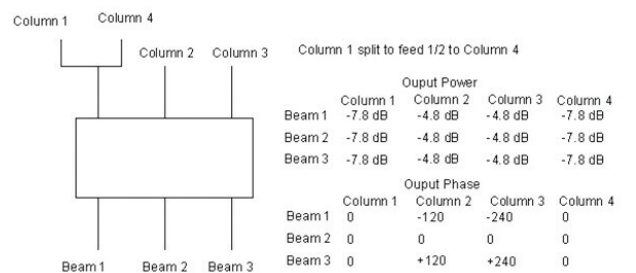 Column 1 Column 4
Column 2 Column 3
Column 1 split to feed 1/2 to Column 4
Ouput Power
Column 1 Column 2 Column 3 Column 4
Beam 1 -7.8 dB -4.8 dB -4.8 dB -7.8 dB
Beam 2 -7.8 dB -4.8 dB -4.8 dB -7.8 dB
Beam 3 -7.8 dB -4.8 dB -4.8 dB -7.8 dB
Ouput Phase
Column 1 Column 2 Column 3 Column 4
Beam 1 0 -120 -240 0
Beam 2 0 0 0 0
Beam 3 0 +120 +240 0
Beam 1 Beam 2 Beam 3